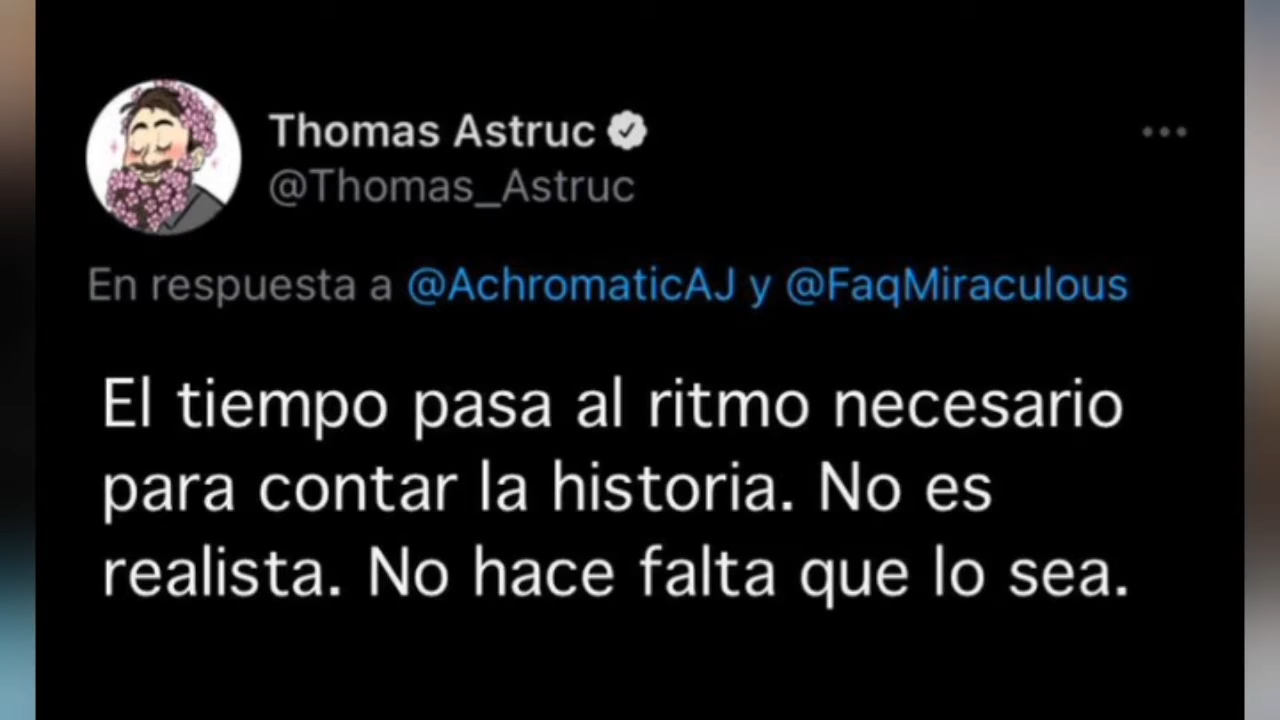 Thomas Astruc
@Thomas_Astruc
En respuesta a @AchromaticAJ y @FaqMiraculous
El tiempo pasa al ritmo necesario
para contar la historia. No es
realista. No hace falta que lo sea.